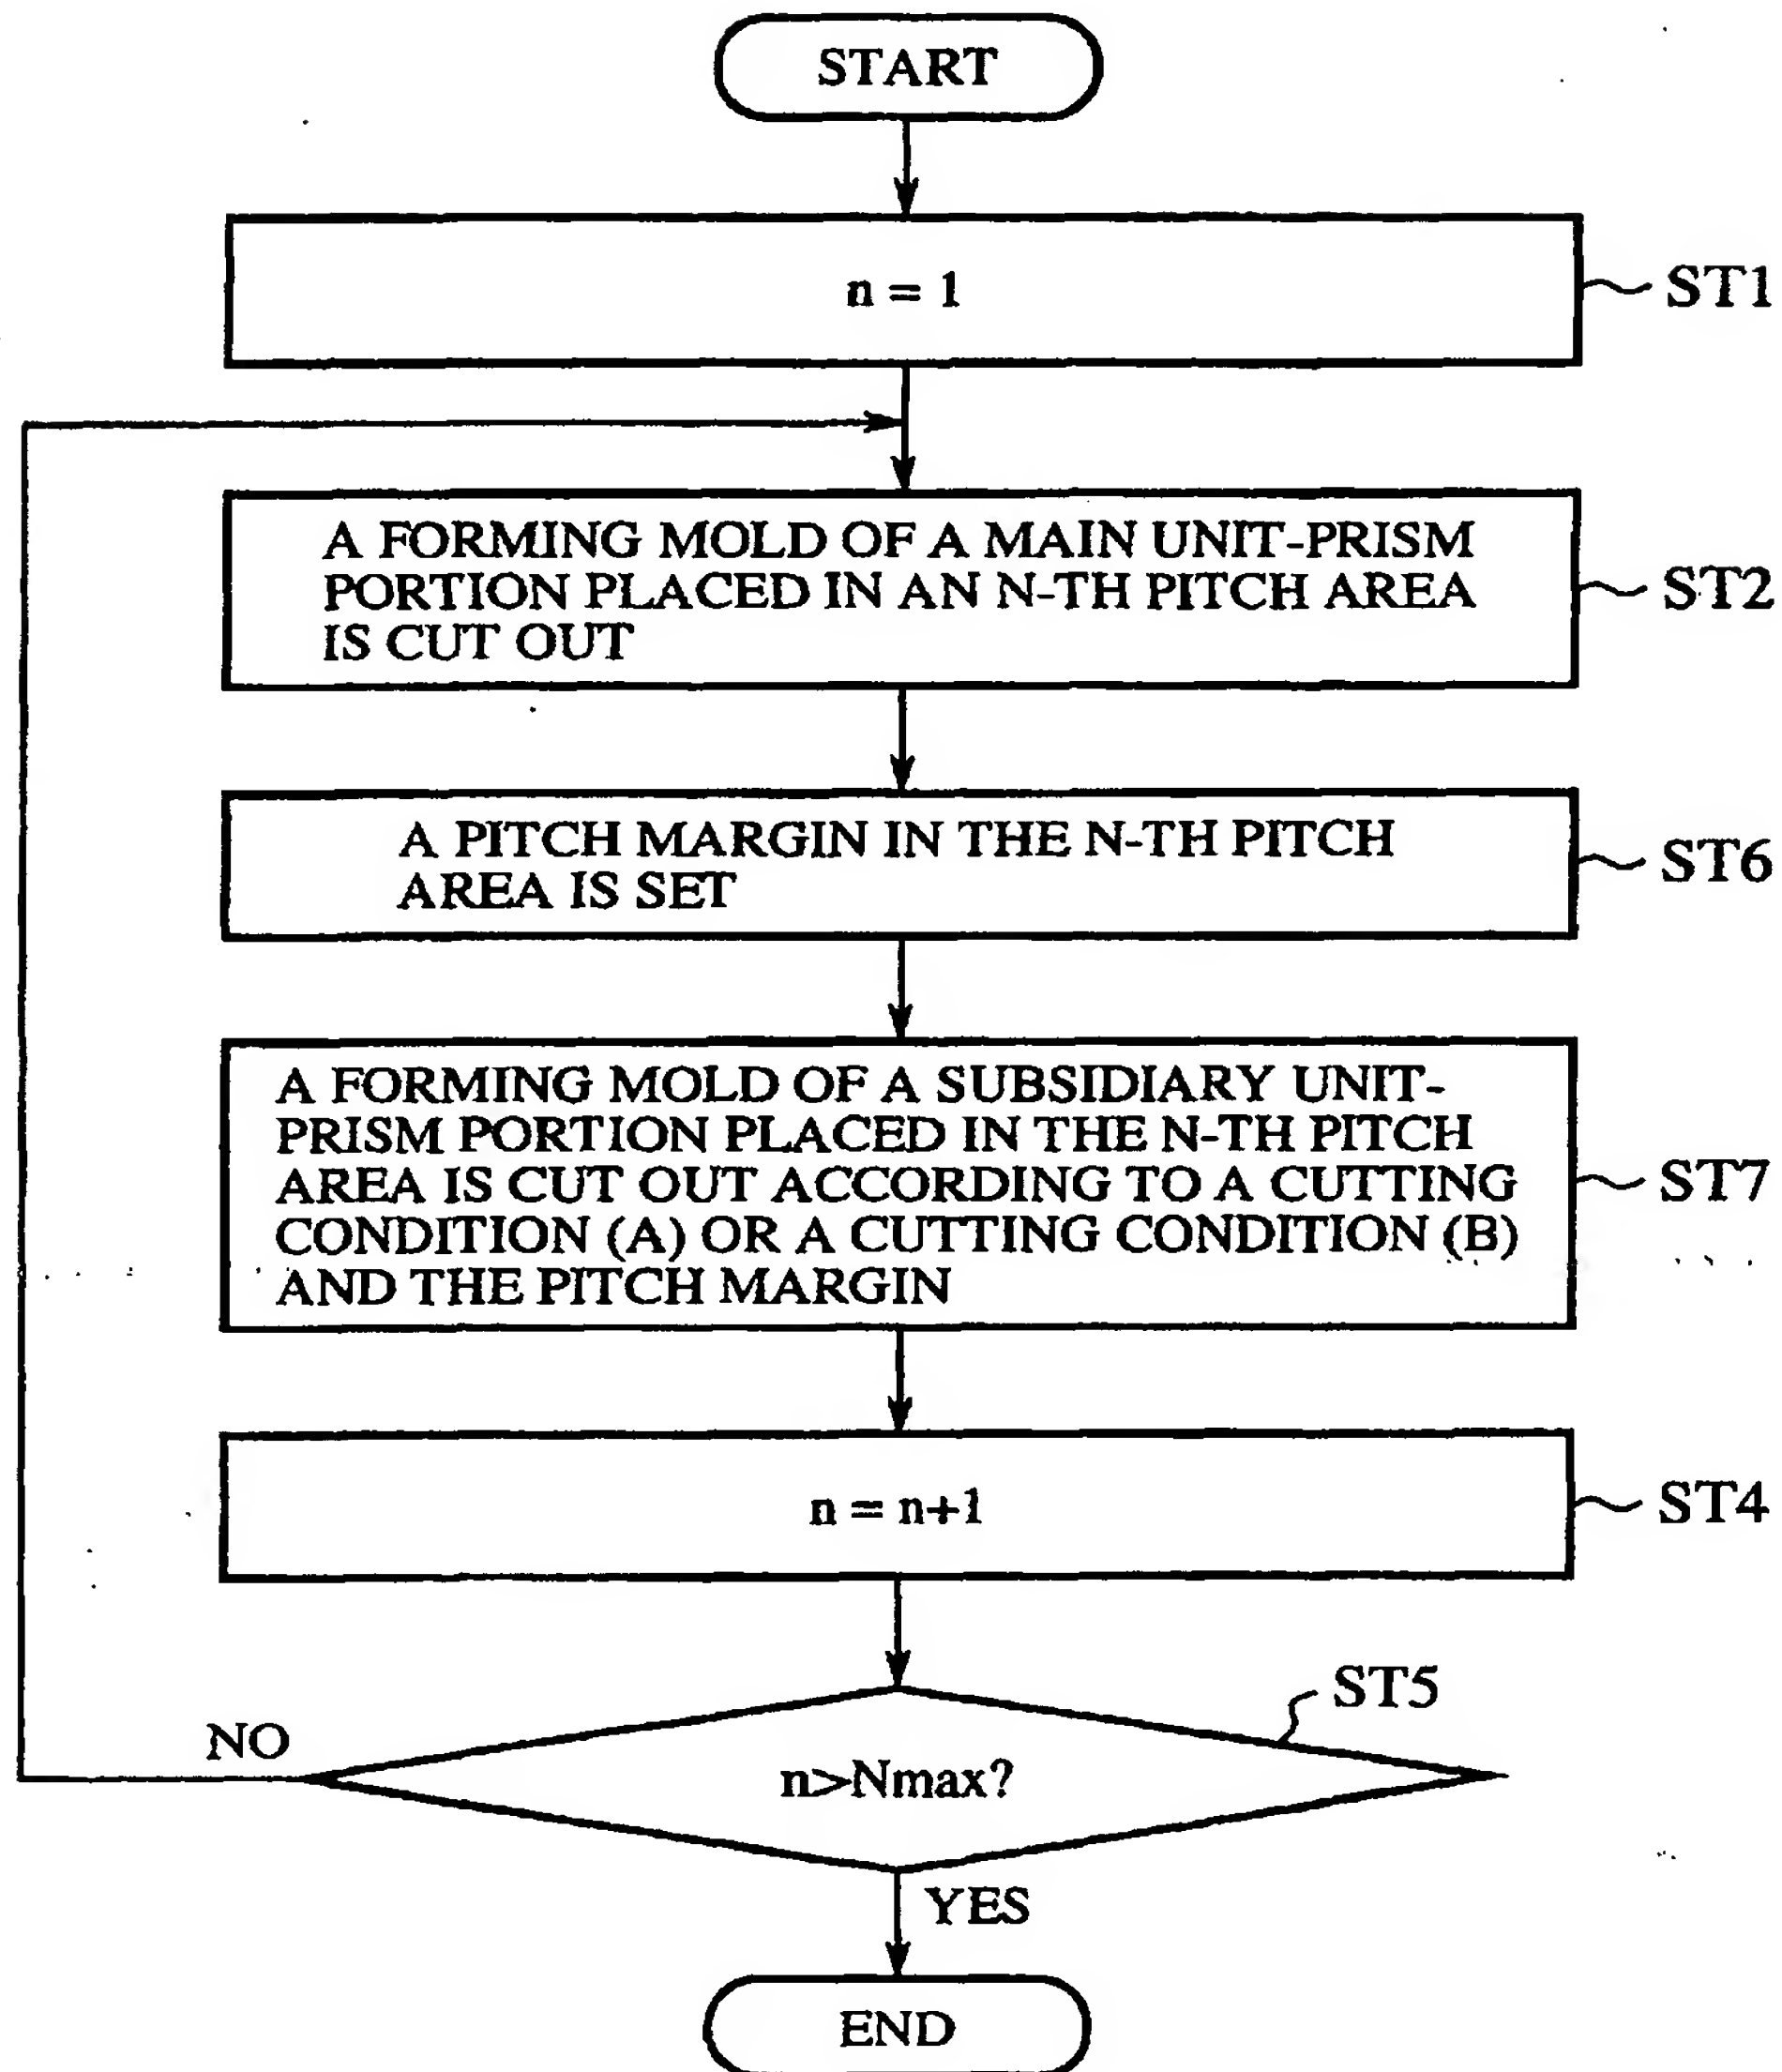 START
n = 1
ST1
A FORMING MOLD OF A MAIN UNIT-PRISM
PORTION PLACED IN AN N-TH PITCH AREA
IS CUT OUT
ST2
A PITCH MARGIN IN THE N-TH PITCH
AREA IS SET
ST6
A FORMING MOLD OF A SUBSIDIARY UNIT-
PRISM PORTION PLACED IN THE N-TH PITCH
AREA IS CUT OUT ACCORDING TO A CUTTING
CONDITION (A) OR A CUTTING CONDITION (B)
AND THE PITCH MARGIN
ST7
n = n+1
ST4
ST5
NO
n>Nmax?
YES
END